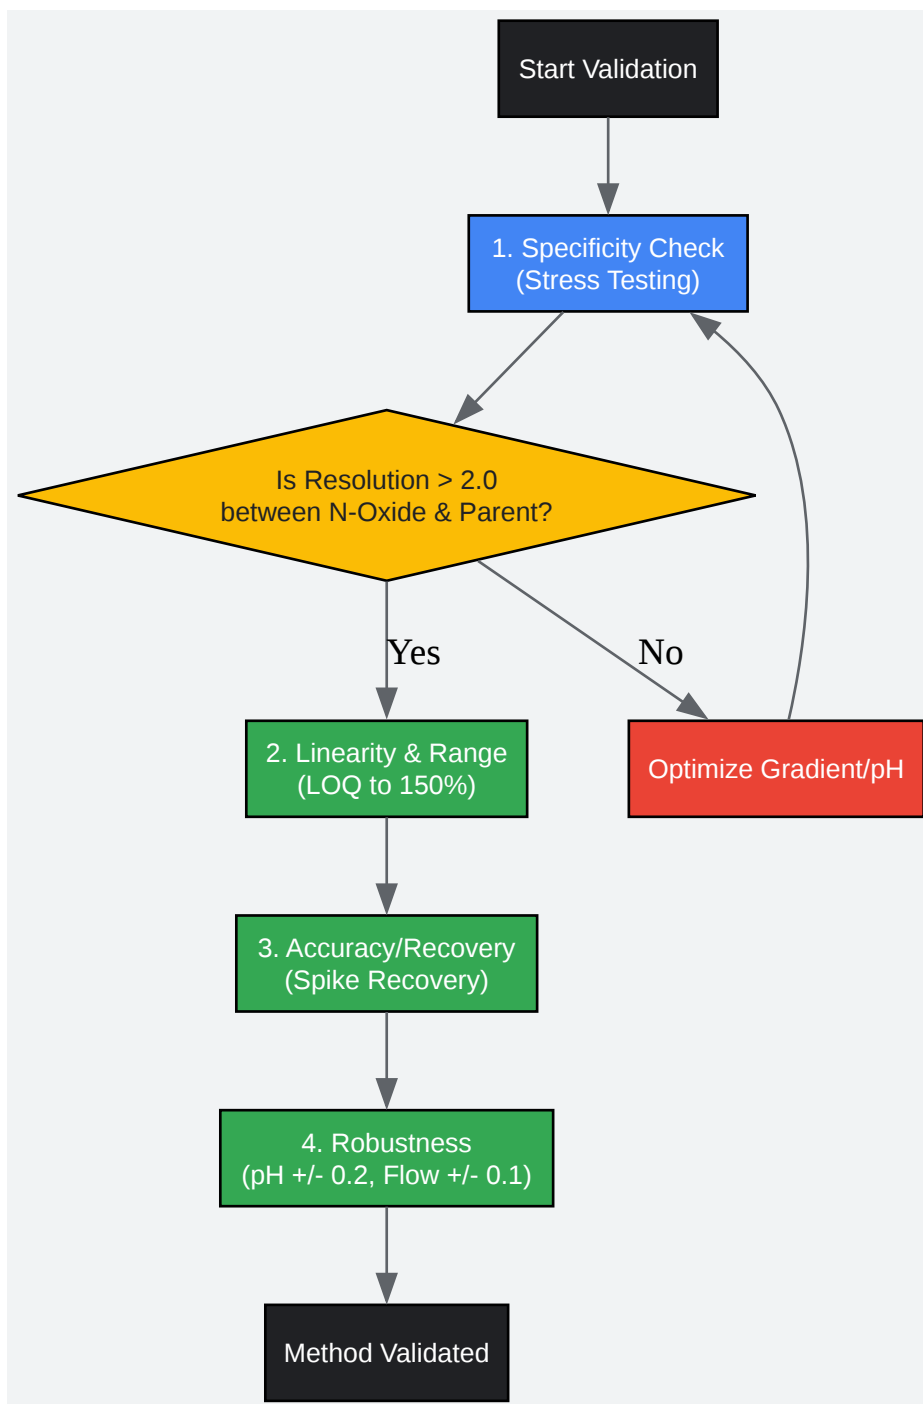 Start Validation
1. Specificity Check
(Stress Testing)
Is Resolution > 2.0
between N-Oxide & Parent?
Yes
No
2. Linearity & Range
(LOQ to 150%)
Optimize Gradient/pH
3. Accuracy/Recovery
(Spike Recovery)
4. Robustness
(pH +/- 0.2, Flow +/- 0.1)
Method Validated